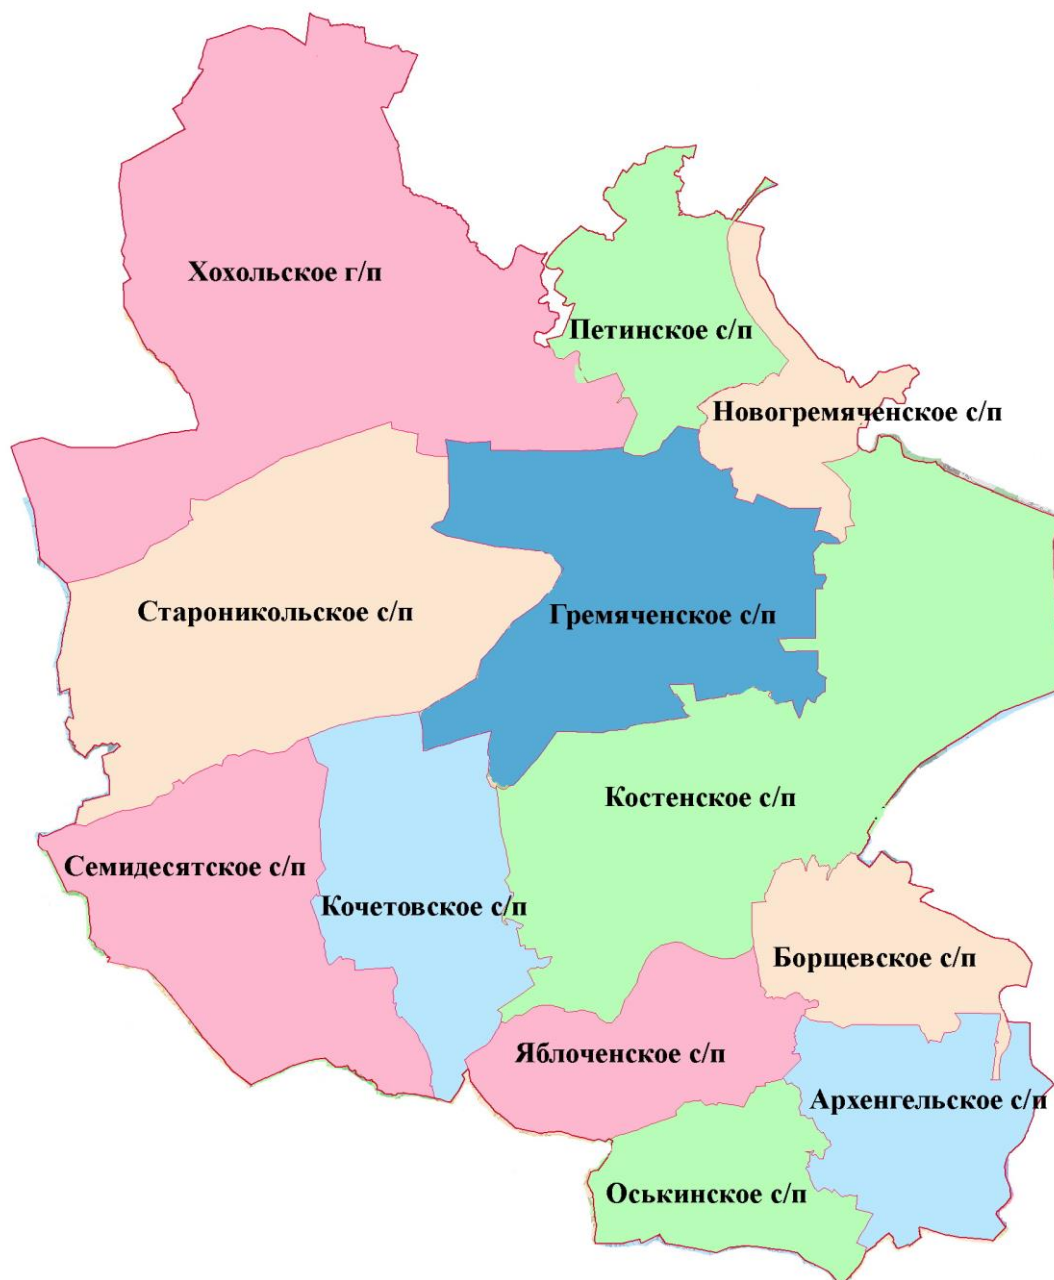 Хохольское г/п
Петинское с/п
Новогремяченское с/п
Староникольское с/п
Гремяченское с/п
Костенское с/п
Семидесятское с/п
Кочетовское с/п
Борщевское с/п
Яблоченское с/п
Архенгельское с/п
Оськинское с/п